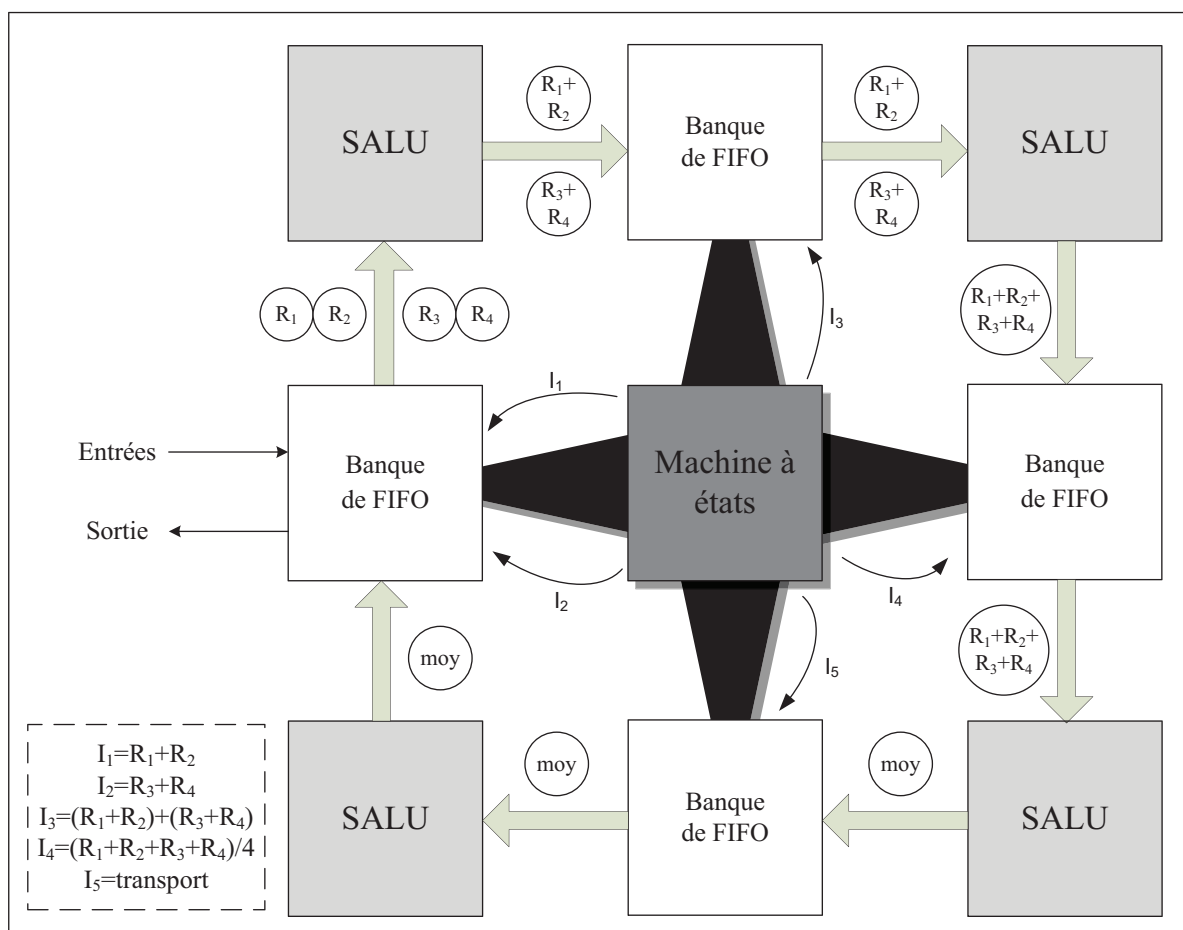 SALU
R₁+
R₂
R₃+
R₄
Banque
de FIFO
R₁+
R₂
R₃+
R₄
SALU
R₁
R₂
R₃
R₄
I₃
R₁+R₂+
R₃+R₄
I₁
Entrées
Sortie
Banque
de FIFO
Machine à
états
Banque
de FIFO
I₂
I₄
I₅
moy
R₁+R₂+
R₃+R₄
I₁=R₁+R₂
I₂=R₃+R₄
I₃=(R₁+R₂)+(R₃+R₄)
I₄=(R₁+R₂+R₃+R₄)/4
I₅=transport
SALU
moy
Banque
de FIFO
moy
SALU